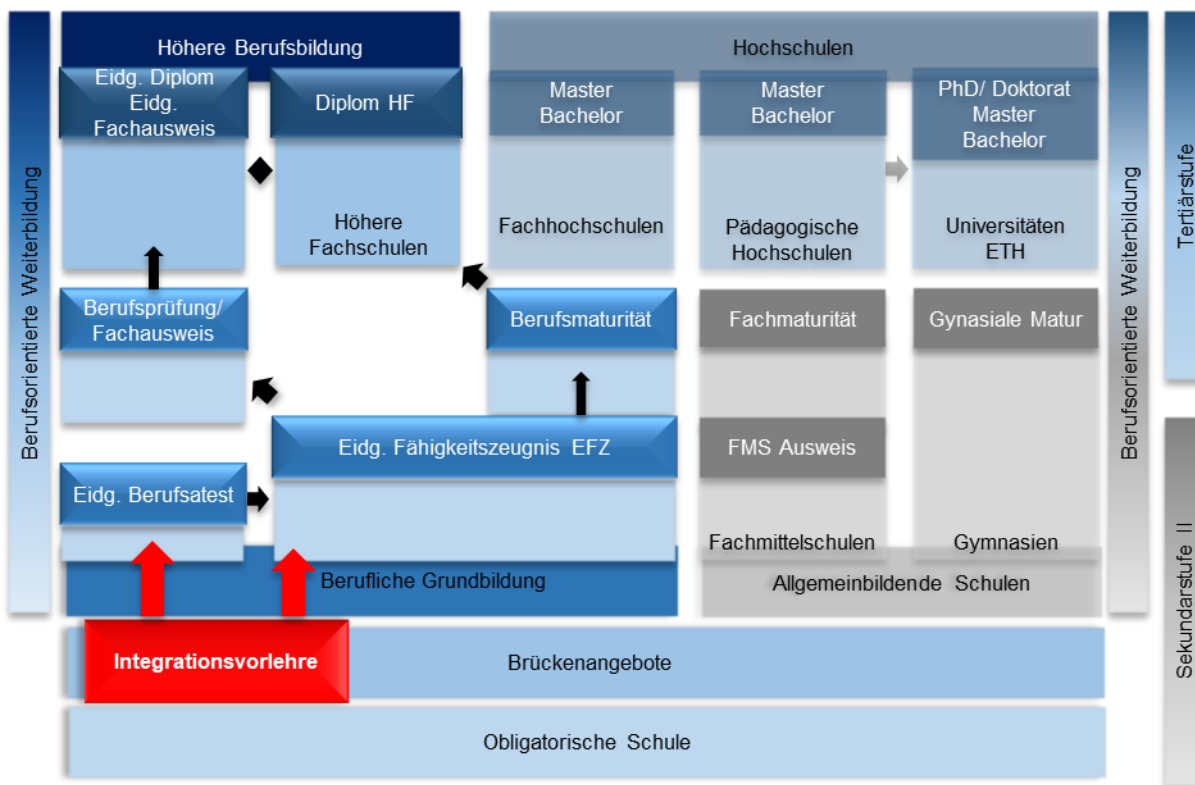 Höhere Berufsbildung
Hochschulen
Eidg. Diplom
Eidg.
Fachausweis
Diplom HF
Master
Bachelor
Master
Bachelor
PhD/ Doktorat
Master
Bachelor
Höhere
Fachschulen
Fachhochschulen
Pädagogische
Hochschulen
Universitäten
ETH
Berufsprüfung/
Fachausweis
Berufsmaturität
Fachmaturität
Gynasiale Matur
Eidg. Fähigkeitszeugnis EFZ
FMS Ausweis
Eidg. Berufsatest
Fachmittelschulen
Gymnasien
Berufliche Grundbildung
Allgemeinbildende Schulen
Integrationsvorlehre
Brückenangebote
Obligatorische Schule
Berufsorientierte Weiterbildung
Berufsorientierte Weiterbildung
Tertiärstufe
Sekundarstufe II